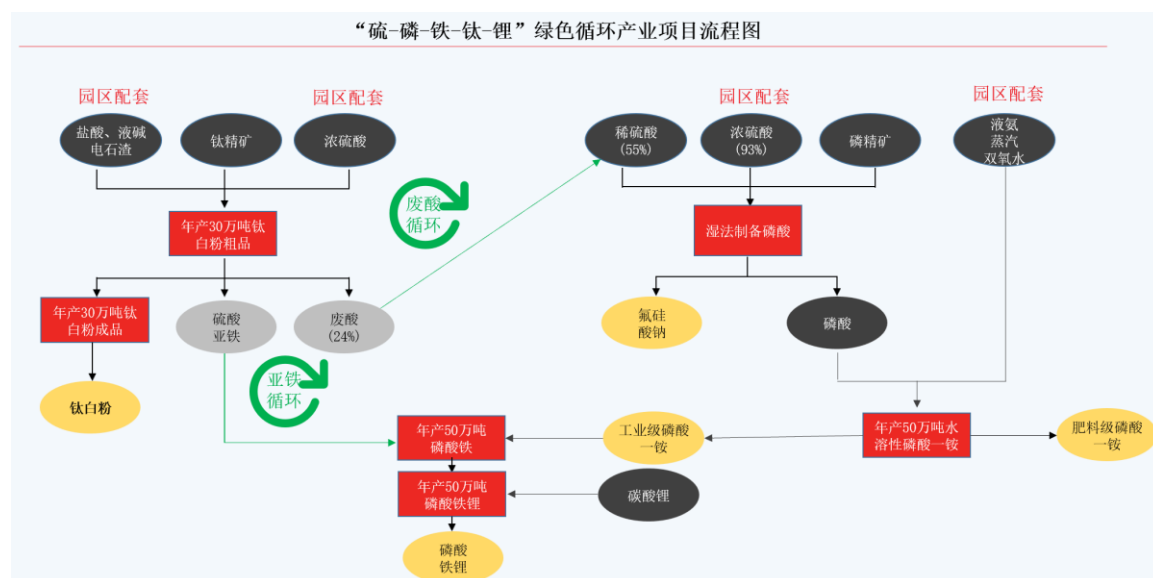 “硫-磷-铁-钛-锂”绿色循环产业项目流程图
园区配套
园区配套
园区配套
园区配套
盐酸、液碱
电石渣
钛精矿
浓硫酸
稀硫酸
(55%)
浓硫酸
(93%)
磷精矿
液氨
蒸汽
双氧水
废酸
循环
年产30万吨钛
白粉粗品
湿法制备磷酸
年产30万吨钛
白粉成品
硫酸
亚铁
废酸
(24%)
氟硅
酸钠
磷酸
亚铁
循环
钛白粉
年产50万吨
磷酸铁
工业级磷酸
一铵
年产50万吨水
溶性磷酸一铵
肥料级磷酸
一铵
年产50万吨
磷酸铁锂
碳酸锂
磷酸
铁锂